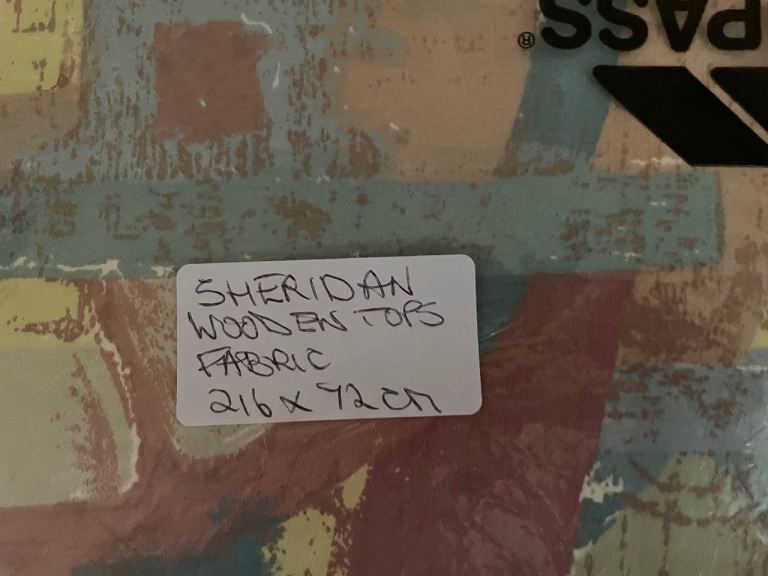 PASS®
SHERIDAN
WOODEN TOPS
FABRIC
216 x 72 cm